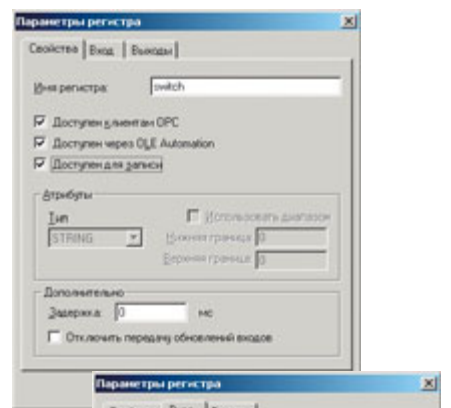 Параметры регистра
Свойства Вход Выходы
Имя регистра: switch
Доступен клиентам OPC
Доступен через OLE Automation
Доступен для записи
Атрибуты
Тип
Использовать диапазон
STRING
Нижняя граница: 0
Верхняя граница: 0
Дополнительно
Задержка: 0 мс
Отключить передачу обновлений входов
Параметры регистра